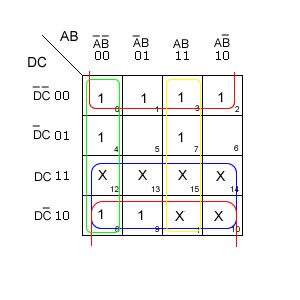 AB
DC
A̅B̅ A̅B AB AB̅
00 01 11 10
D̅C̅ 00 1 1 1 1
0 1 3 2
D̅C 01 1 1
4 5 7 6
DC 11 X X X X
12 13 15 14
DC̅ 10 1 1 X X
8 9 10